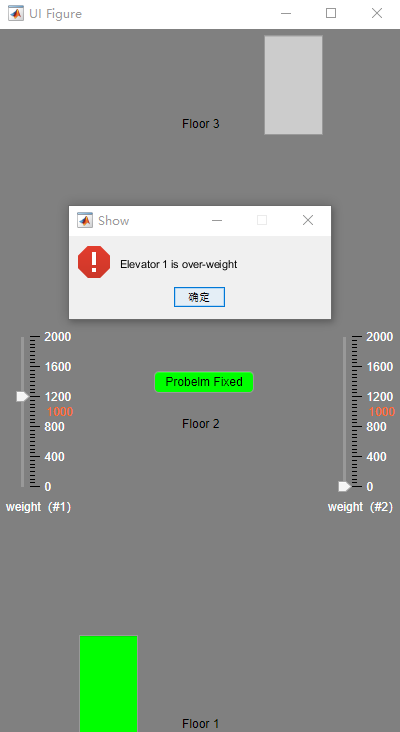 UI Figure
Floor 3
Show
Elevator 1 is over-weight
确定
2000
1600
1200
1000
800
400
0
weight (#1)
Probelm Fixed
Floor 2
2000
1600
1200
1000
800
400
0
weight (#2)
Floor 1